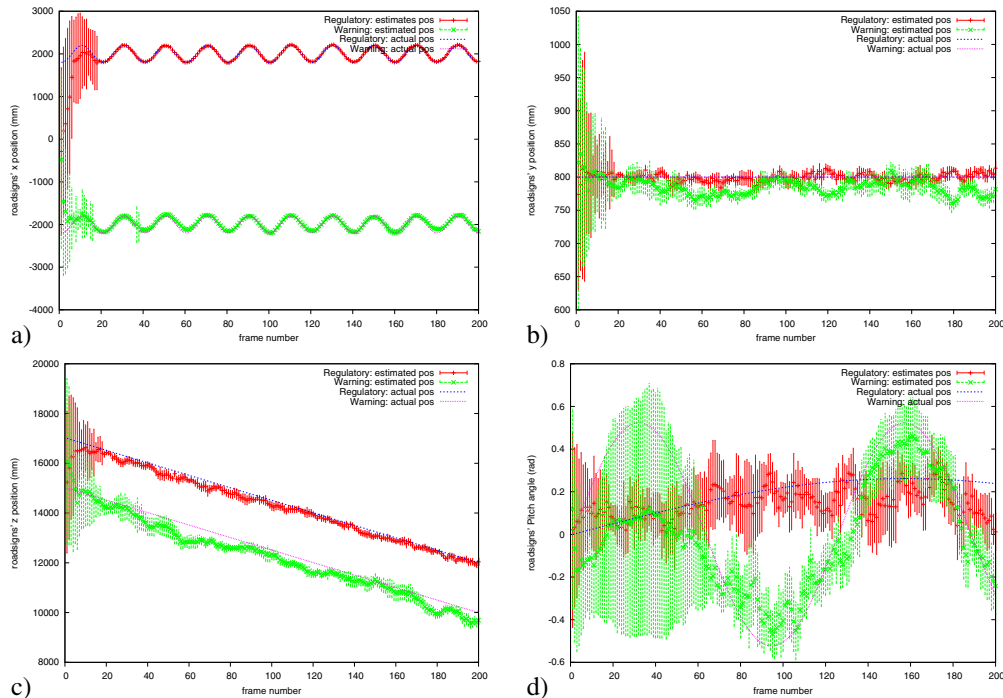 Regulatory: estimated pos
Warning: estimated pos
Regulatory: actual pos
Warning: actual pos
3000
2000
1000
0
-1000
-2000
-3000
-4000
roadsigns' x position (mm)
0 20 40 60 80 100 120 140 160 180 200
frame number
a)
Regulatory: estimated pos
Warning: estimated pos
Regulatory: actual pos
Warning: actual pos
1050
1000
950
900
850
800
750
700
650
600
roadsigns' y position (mm)
0 20 40 60 80 100 120 140 160 180 200
frame number
b)
Regulatory: estimated pos
Warning: estimated pos
Regulatory: actual pos
Warning: actual pos
20000
18000
16000
14000
12000
10000
8000
roadsigns' z position (mm)
0 20 40 60 80 100 120 140 160 180 200
frame number
c)
Regulatory: estimated pos
Warning: estimated pos
Regulatory: actual pos
Warning: actual pos
0.8
0.6
0.4
0.2
0
-0.2
-0.4
-0.6
roadsigns' Pitch angle (rad)
0 20 40 60 80 100 120 140 160 180 200
frame number
d)